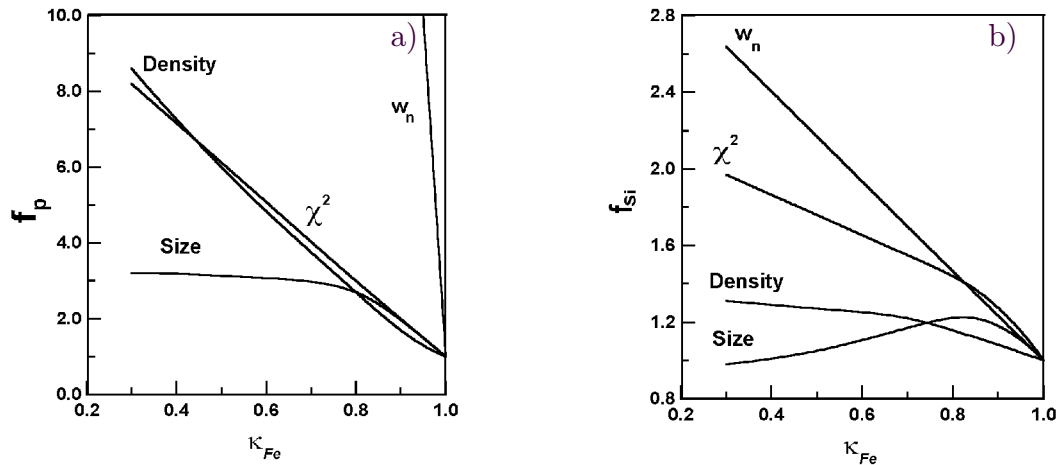 a)
10.0
8.0
6.0
4.0
2.0
0.0
f_p
Density
w_n
χ²
Size
0.2 0.4 0.6 0.8 1.0
κ_Fe
b)
2.8
2.4
2.0
1.6
1.2
0.8
f_si
w_n
χ²
Density
Size
0.2 0.4 0.6 0.8 1.0
κ_Fe